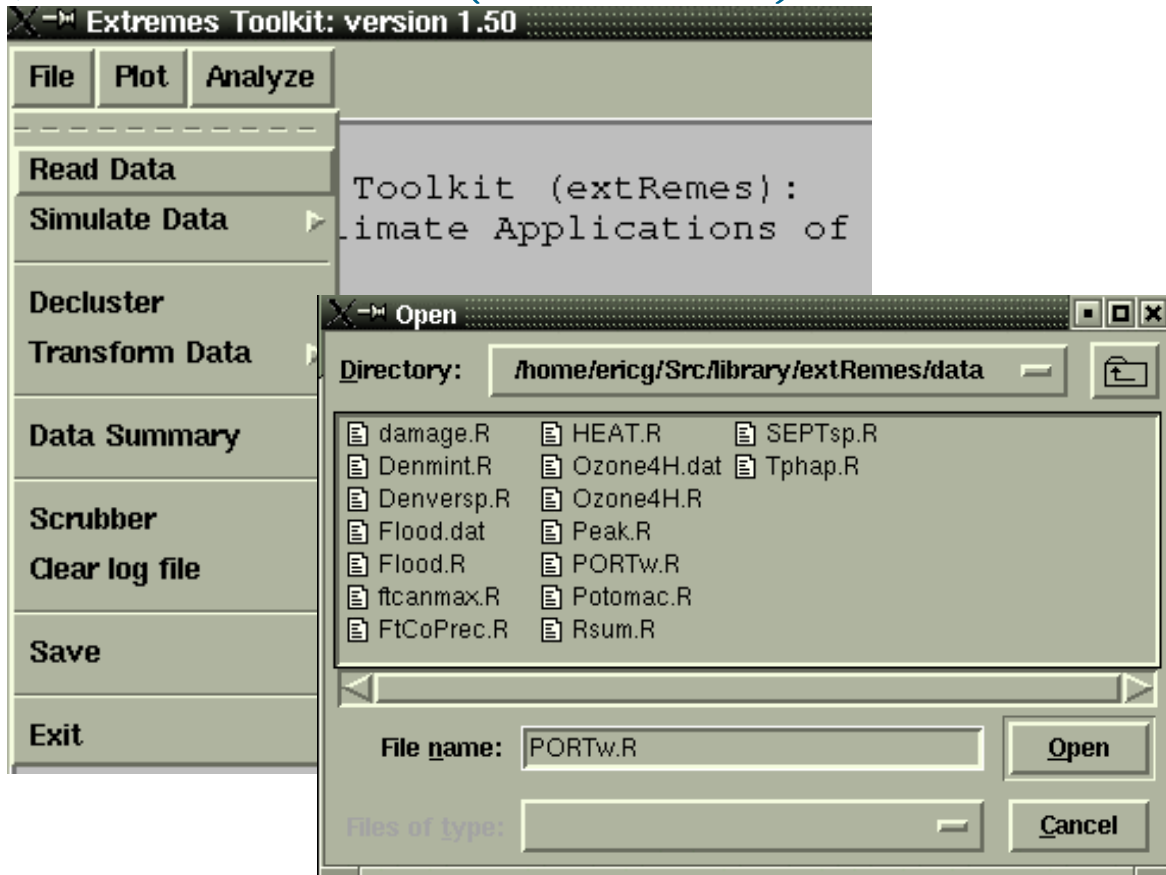 Extremes Toolkit: version 1.50
File Plot Analyze
Read Data
Simulate Data
Decluster
Transform Data
Data Summary
Scrubber
Clear log file
Save
Exit
Toolkit (extRemes):
limate Applications of
Open
Directory: /home/ericg/Src/library/extRemes/data
damage.R HEAT.R SEPTsp.R
Denmint.R Ozone4H.dat Tphap.R
Denversp.R Ozone4H.R
Flood.dat Peak.R
Flood.R PORTw.R
ftcanmax.R Potomac.R
FtCoPrec.R Rsum.R
File name: PORTw.R Open
Files of type: Cancel